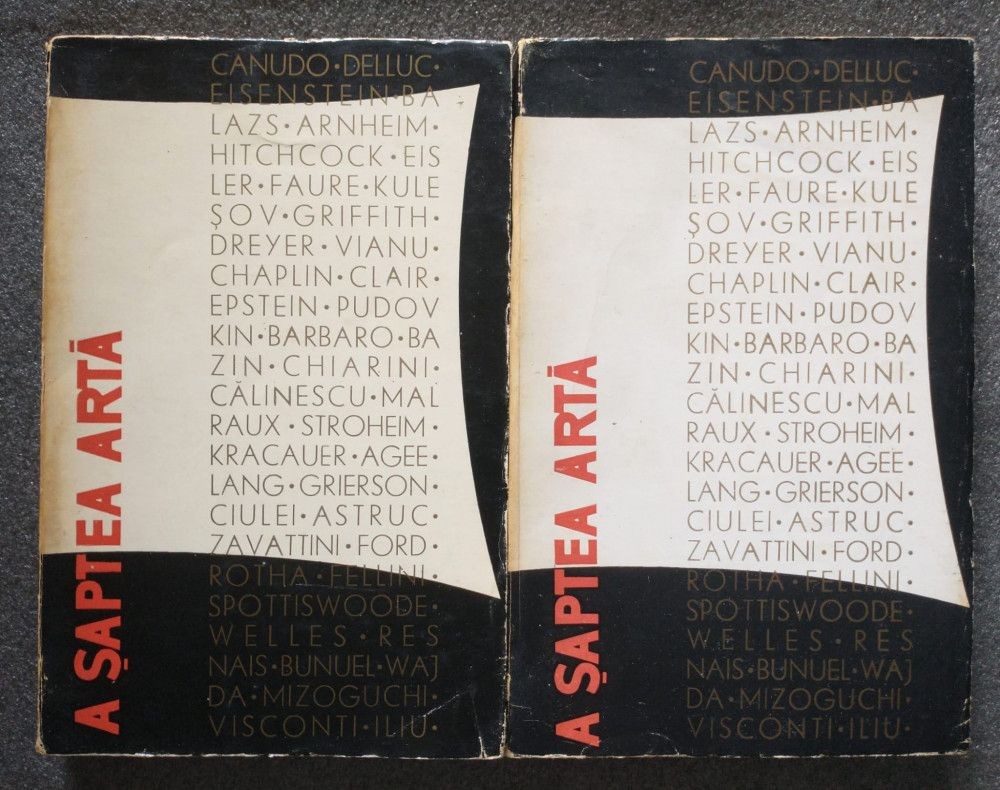 CANUDO·DELLUC·
EISENSTEIN·BA
LAZS·ARNHEIM·
HITCHCOCK·EIS
LER·FAURE·KULE
ȘOV·GRIFFITH·
DREYER·VIANU·
CHAPLIN·CLAIR·
EPSTEIN·PUDOV
KIN·BARBARO·BA
ZIN·CHIARINI·
CĂLINESCU·MAL
RAUX·STROHEIM·
KRACAUER·AGEE·
LANG·GRIERSON·
CIULEI·ASTRUC·
ZAVATTINI·FORD·
ROTHA·FELLINI·
SPOTTISWOODE·
WELLES·RES
NAIS·BUNUEL·WAJ
DA·MIZOGUCHI·
VISCONTI·ILIU·
A ȘAPTEA ARTĂ
CANUDO·DELLUC·
EISENSTEIN·BA
LAZS·ARNHEIM·
HITCHCOCK·EIS
LER·FAURE·KULE
ȘOV·GRIFFITH·
DREYER·VIANU·
CHAPLIN·CLAIR·
EPSTEIN·PUDOV
KIN·BARBARO·BA
ZIN·CHIARINI·
CĂLINESCU·MAL
RAUX·STROHEIM·
KRACAUER·AGEE·
LANG·GRIERSON·
CIULEI·ASTRUC·
ZAVATTINI·FORD·
ROTHA·FELLINI·
SPOTTISWOODE·
WELLES·RES
NAIS·BUNUEL·WAJ
DA·MIZOGUCHI·
VISCONTI·ILIU·
A ȘAPTEA ARTĂ